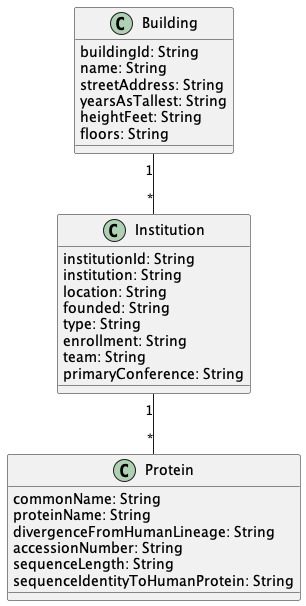 C Building
buildingId: String
name: String
streetAddress: String
yearsAsTallest: String
heightFeet: String
floors: String
1
*
C Institution
institutionId: String
institution: String
location: String
founded: String
type: String
enrollment: String
team: String
primaryConference: String
1
*
C Protein
commonName: String
proteinName: String
divergenceFromHumanLineage: String
accessionNumber: String
sequenceLength: String
sequenceIdentityToHumanProtein: String